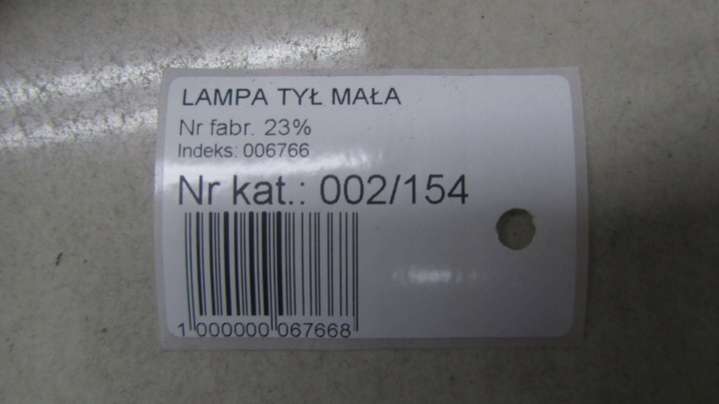 LAMPA TYŁ MAŁA
Nr fabr. 23%
Indeks: 006766
Nr kat.: 002/154
1 000000 067668